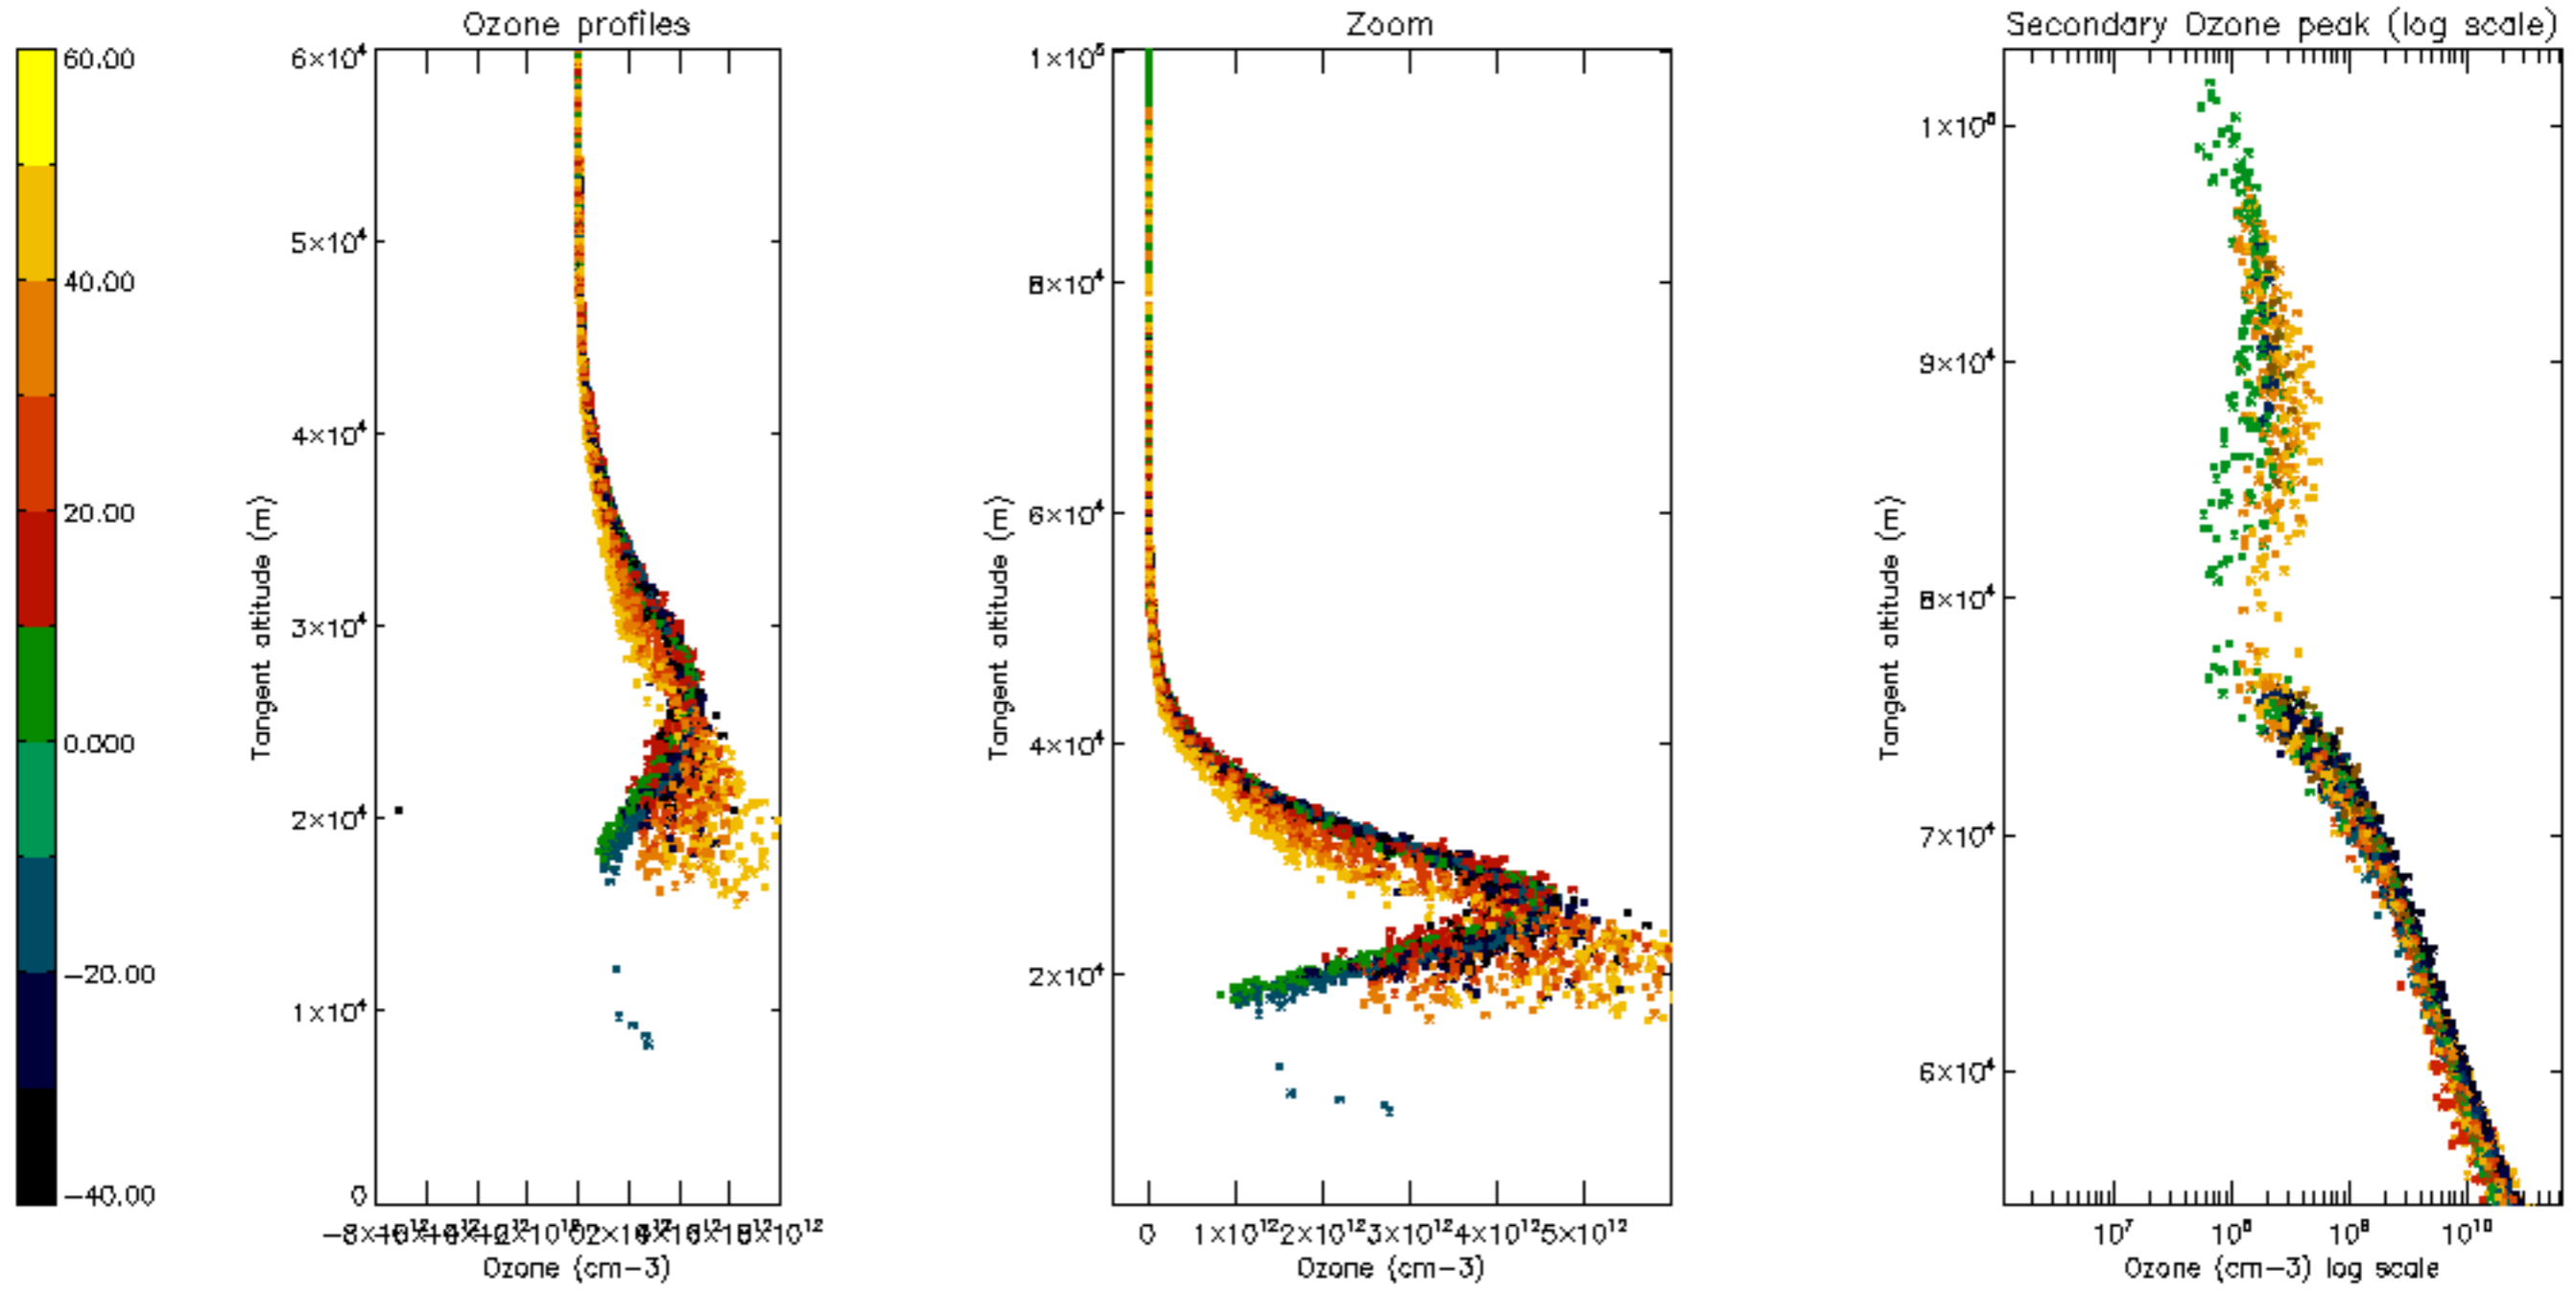 Ozone profiles
Zoom
Secondary Ozone peak (log scale)
60.00
40.00
20.00
0.000
−20.00
−40.00
6×10⁴
5×10⁴
4×10⁴
3×10⁴
2×10⁴
1×10⁴
0
Tangent altitude (m)
8×10¹²
Ozone (cm−3)
1×10⁵
8×10⁴
6×10⁴
4×10⁴
2×10⁴
Tangent altitude (m)
0 1×10¹² 2×10¹² 3×10¹² 4×10¹² 5×10¹²
Ozone (cm−3)
1×10⁵
9×10⁴
8×10⁴
7×10⁴
6×10⁴
Tangent altitude (m)
10⁷ 10⁸ 10⁹ 10¹⁰
Ozone (cm−3) log scale